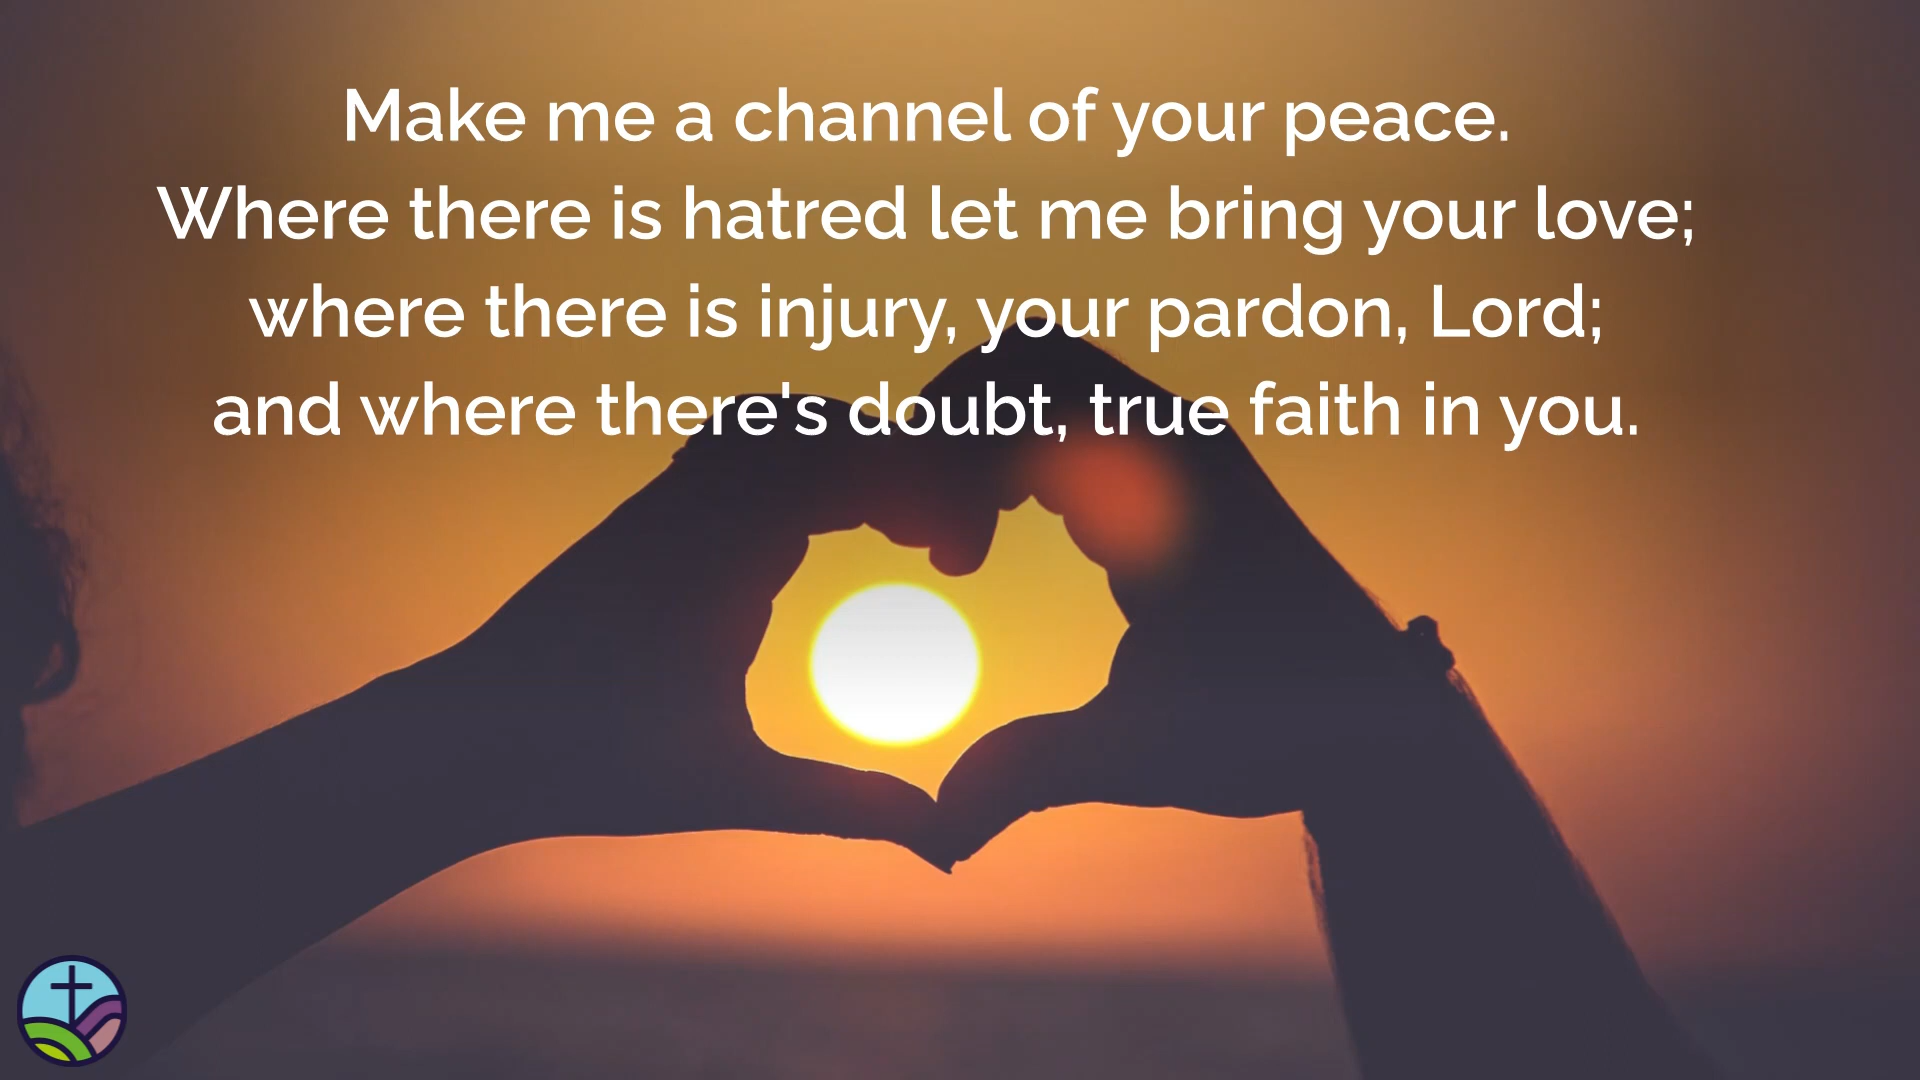 Make me a channel of your peace.
Where there is hatred let me bring your love;
where there is injury, your pardon, Lord;
and where there's doubt, true faith in you.